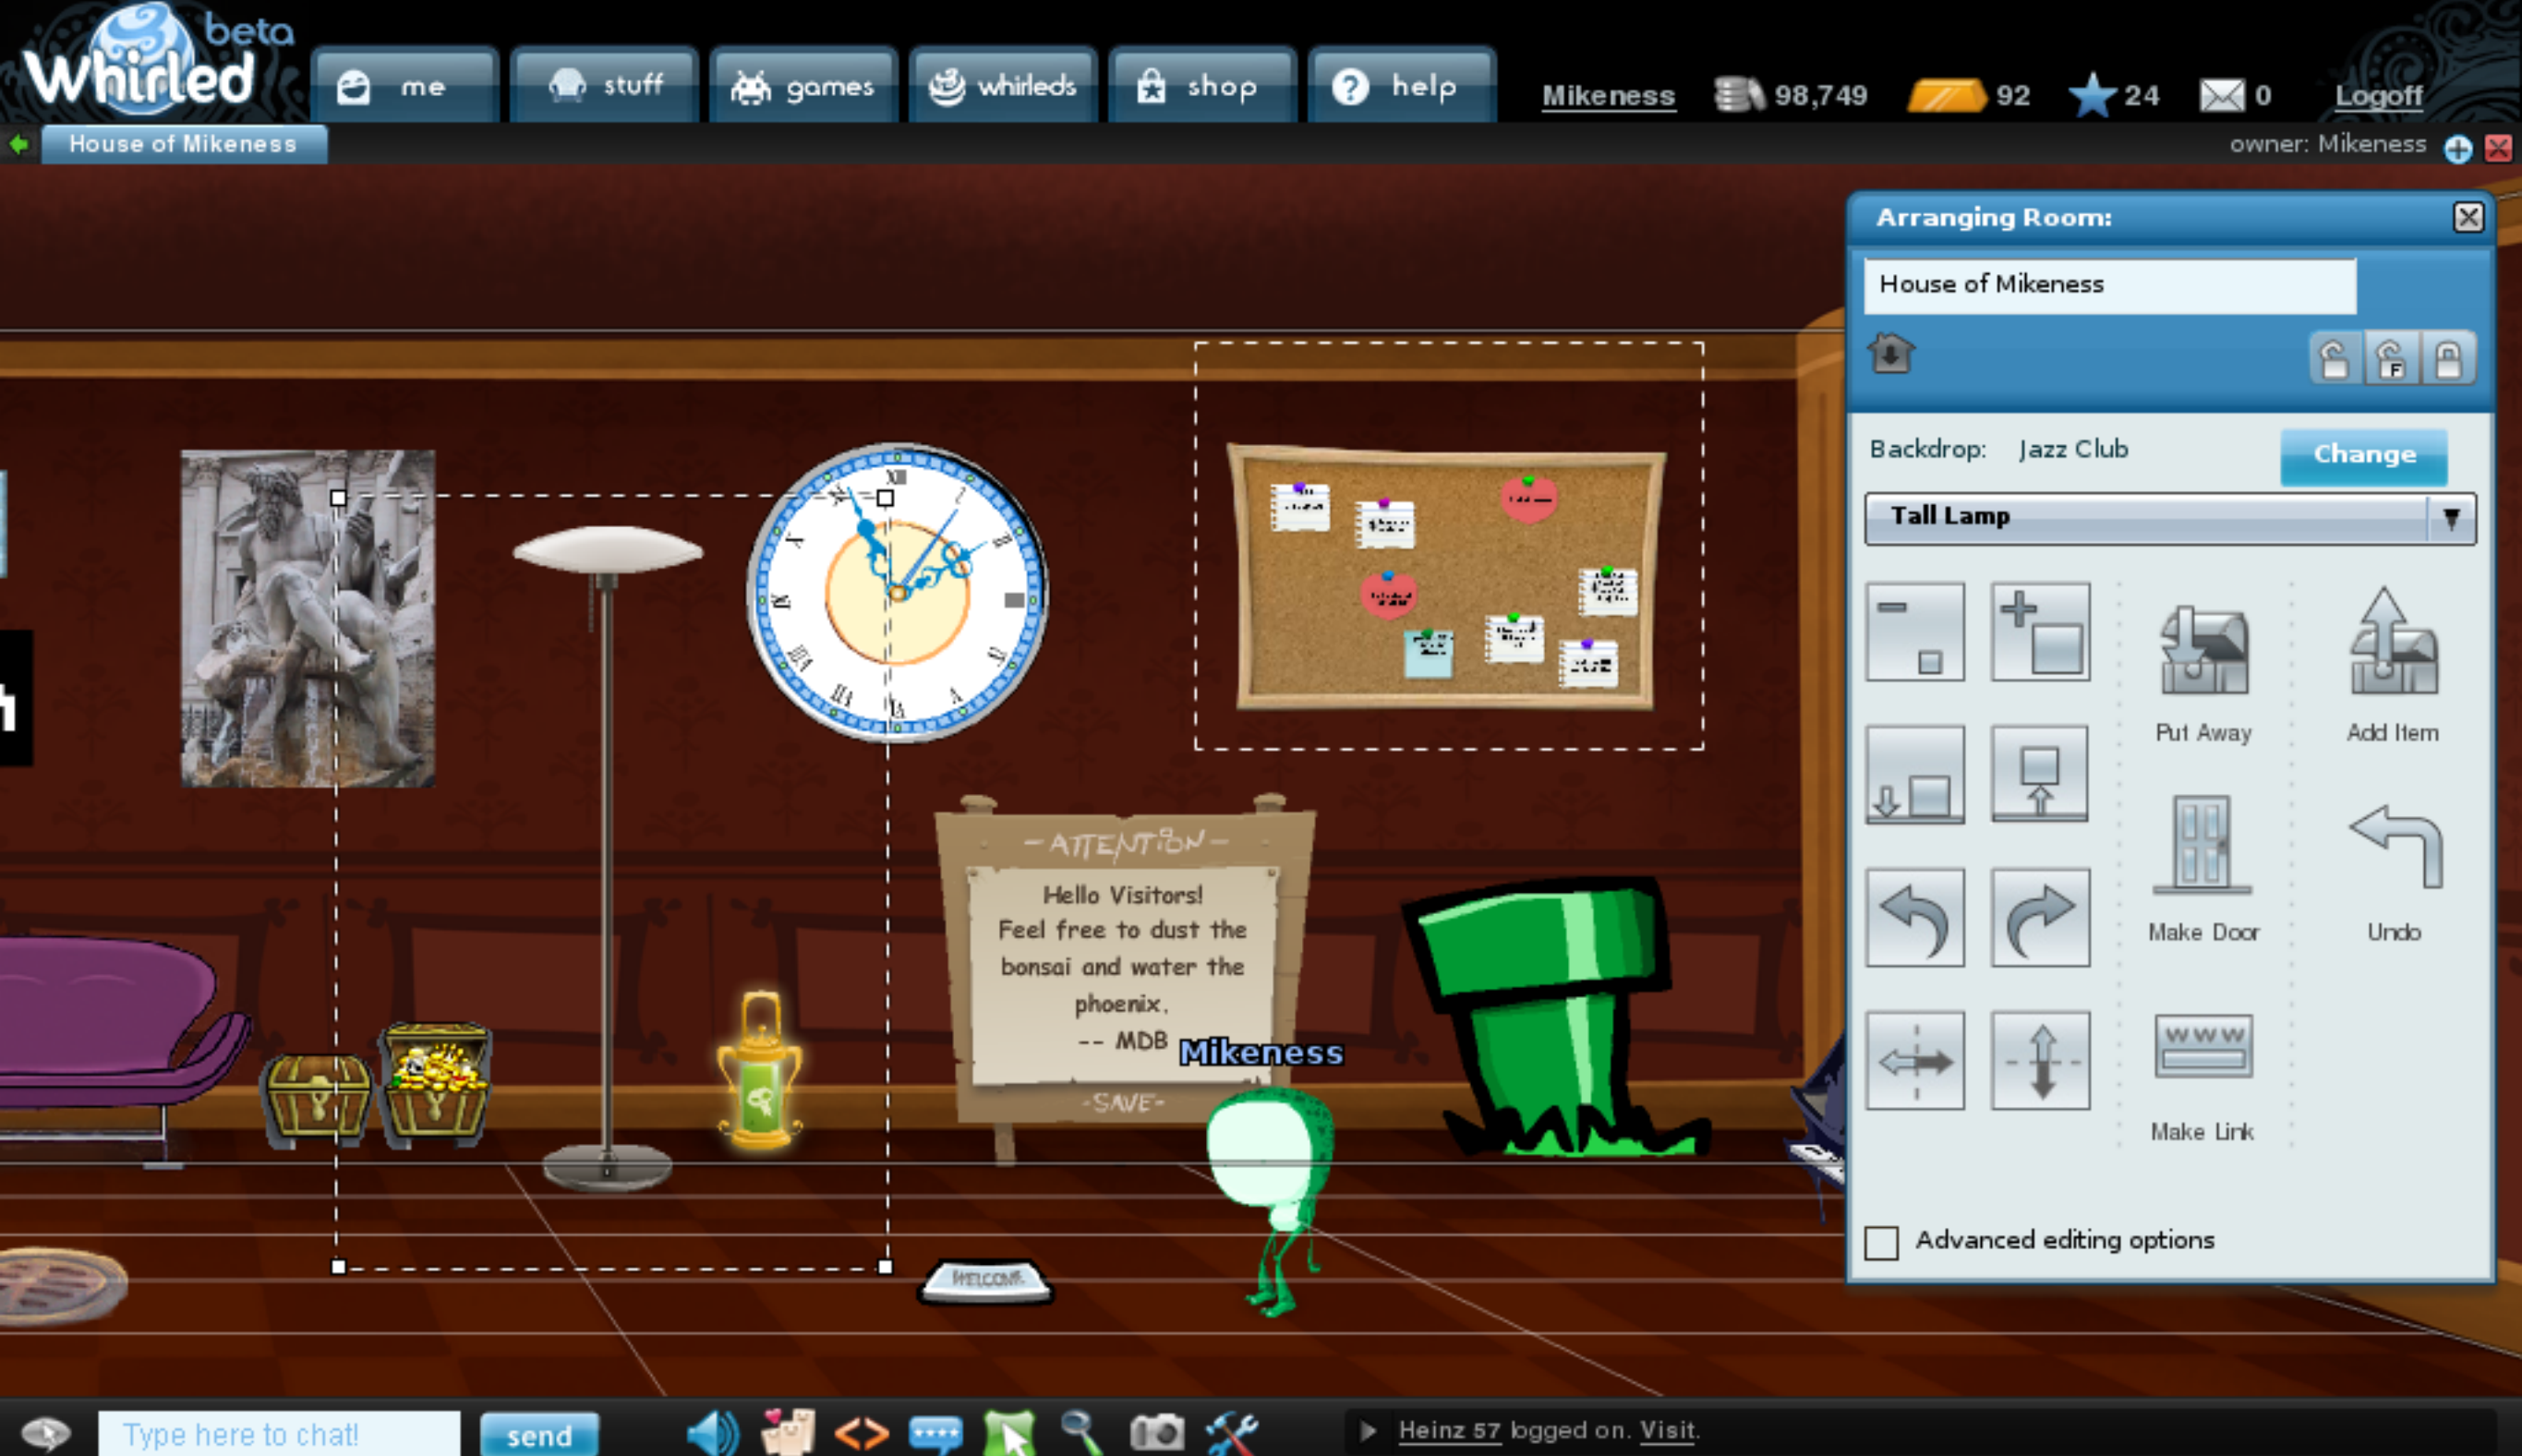 Whirled beta
me
stuff
games
whirleds
shop
? help
Mikeness
98,749
92
24
0
Logoff
House of Mikeness
owner: Mikeness
Arranging Room:
House of Mikeness
F
Backdrop: Jazz Club
Change
Tall Lamp
Put Away
Add Item
Make Door
Undo
www
Make Link
Advanced editing options
-ATTENTION-
Hello Visitors!
Feel free to dust the
bonsai and water the
phoenix.
-- MDB
Mikeness
-SAVE-
WELCOME
Type here to chat!
send
Heinz 57 logged on. Visit.